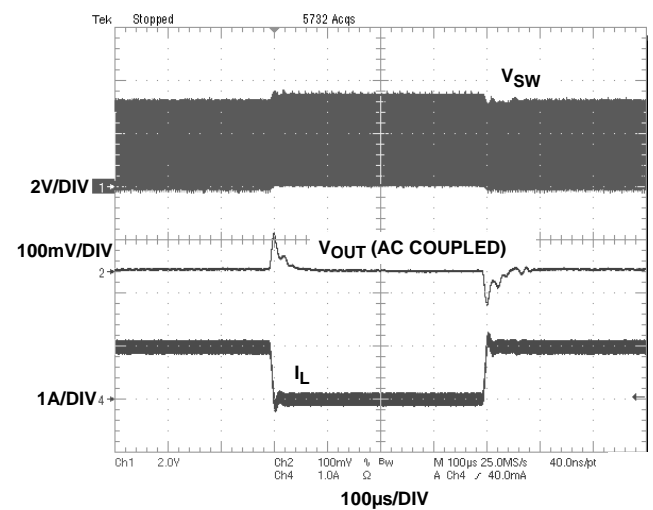 Tek Stopped 5732 Acqs
VSW
2V/DIV 1
100mV/DIV
VOUT (AC COUPLED)
2
IL
1A/DIV 4
Ch1 2.0V Ch2 100mV % BW M 100µs 25.0MS/s 40.0ns/pt
Ch4 1.0A Ω A Ch4 / 40.0mA
100µs/DIV